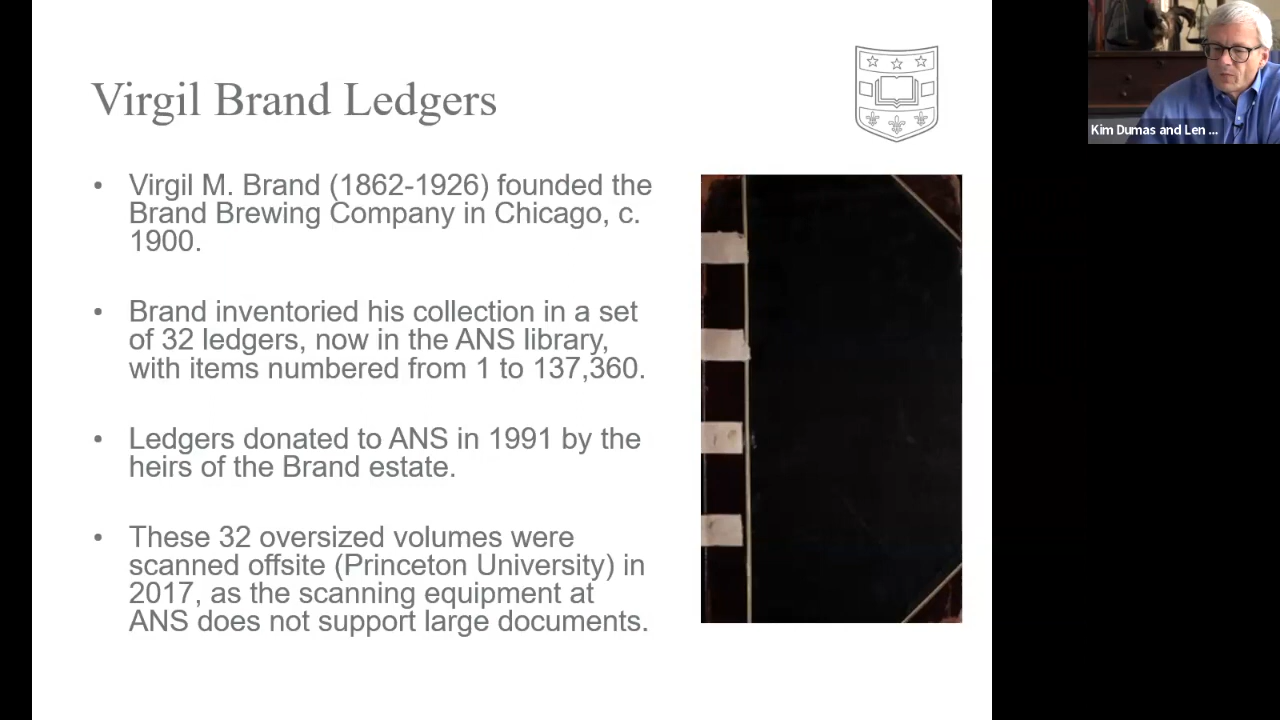 Virgil Brand Ledgers
• Virgil M. Brand (1862-1926) founded the
Brand Brewing Company in Chicago, c.
1900.
• Brand inventoried his collection in a set
of 32 ledgers, now in the ANS library,
with items numbered from 1 to 137,360.
• Ledgers donated to ANS in 1991 by the
heirs of the Brand estate.
• These 32 oversized volumes were
scanned offsite (Princeton University) in
2017, as the scanning equipment at
ANS does not support large documents.
Kim Dumas and Len ...